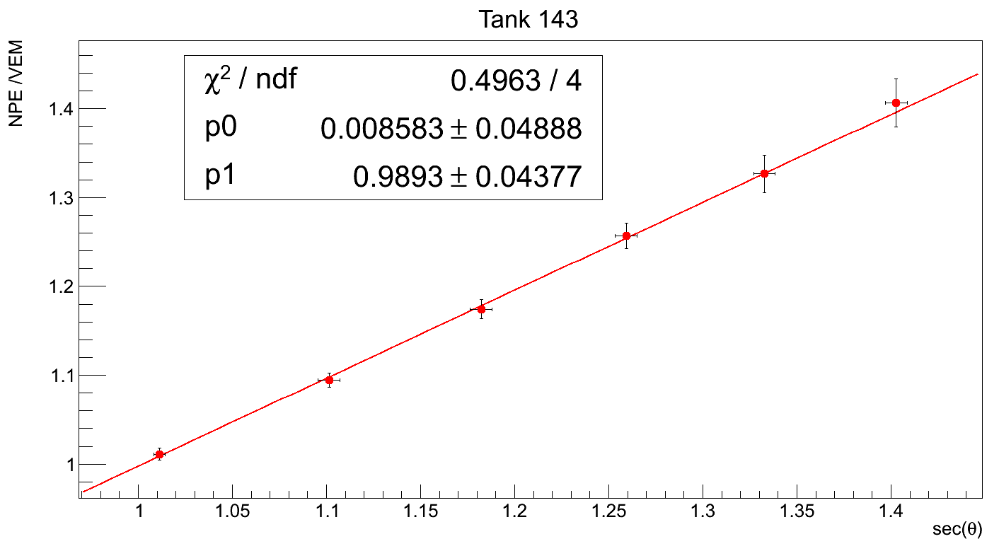 Tank 143
NPE /VEM
χ² / ndf 0.4963 / 4
p0 0.008583 ± 0.04888
p1 0.9893 ± 0.04377
1.4
1.3
1.2
1.1
1
1 1.05 1.1 1.15 1.2 1.25 1.3 1.35 1.4
sec(θ)